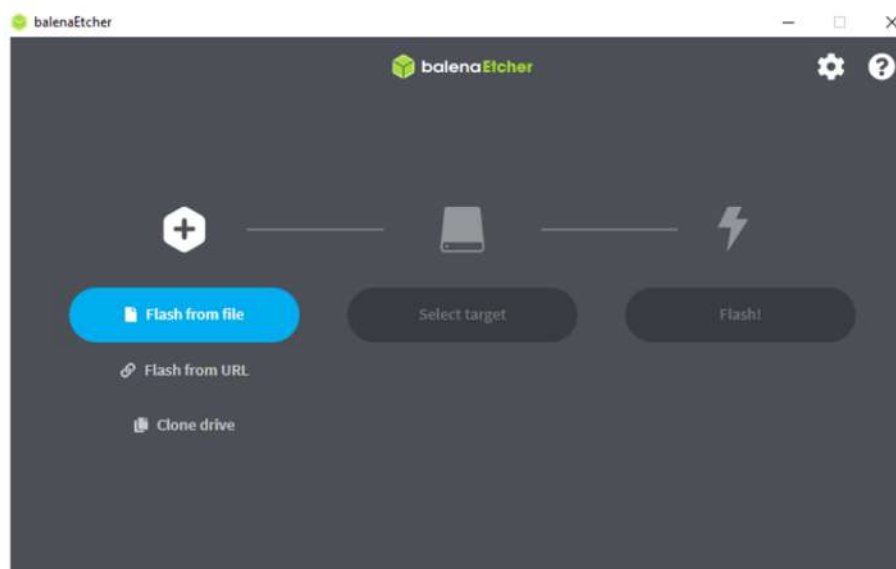 balenaEtcher
balenaEtcher
Flash from file
Select target
Flash!
Flash from URL
Clone drive